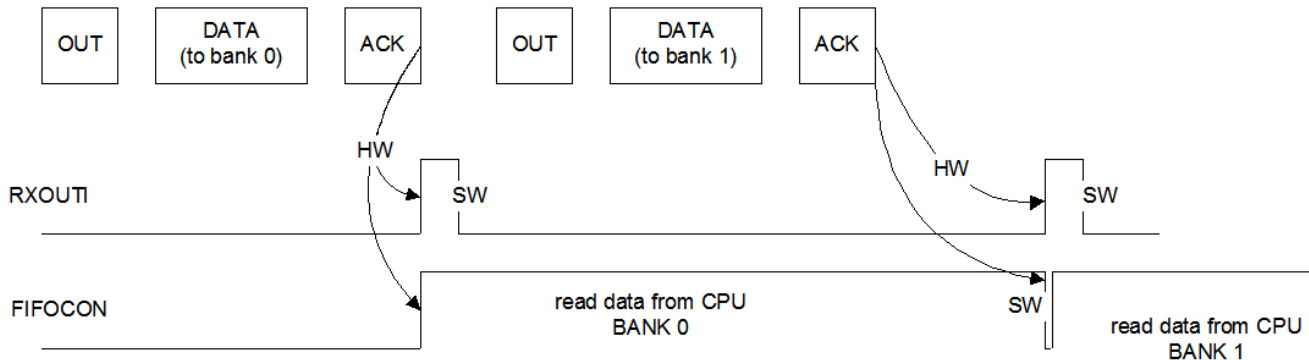 OUT
DATA
(to bank 0)
ACK
OUT
DATA
(to bank 1)
ACK
HW
HW
RXOUTI
SW
SW
FIFOCON
read data from CPU
BANK 0
SW
read data from CPU
BANK 1